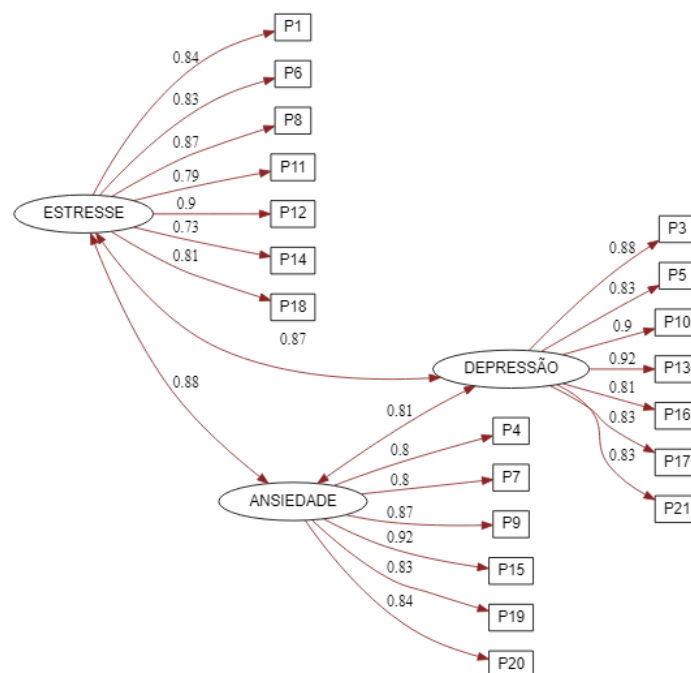 P1
0.84
P6
0.83
P8
0.87
P11
0.79
ESTRESSE
0.9
P12
0.73
P14
0.81
P18
0.87
0.88
P3
0.88
P5
0.83
P10
0.9
DEPRESSÃO
0.92
P13
0.81
P16
0.83
P17
0.83
P21
0.81
P4
0.8
P7
0.8
ANSIEDADE
P9
0.87
0.92
P15
0.83
P19
0.84
P20